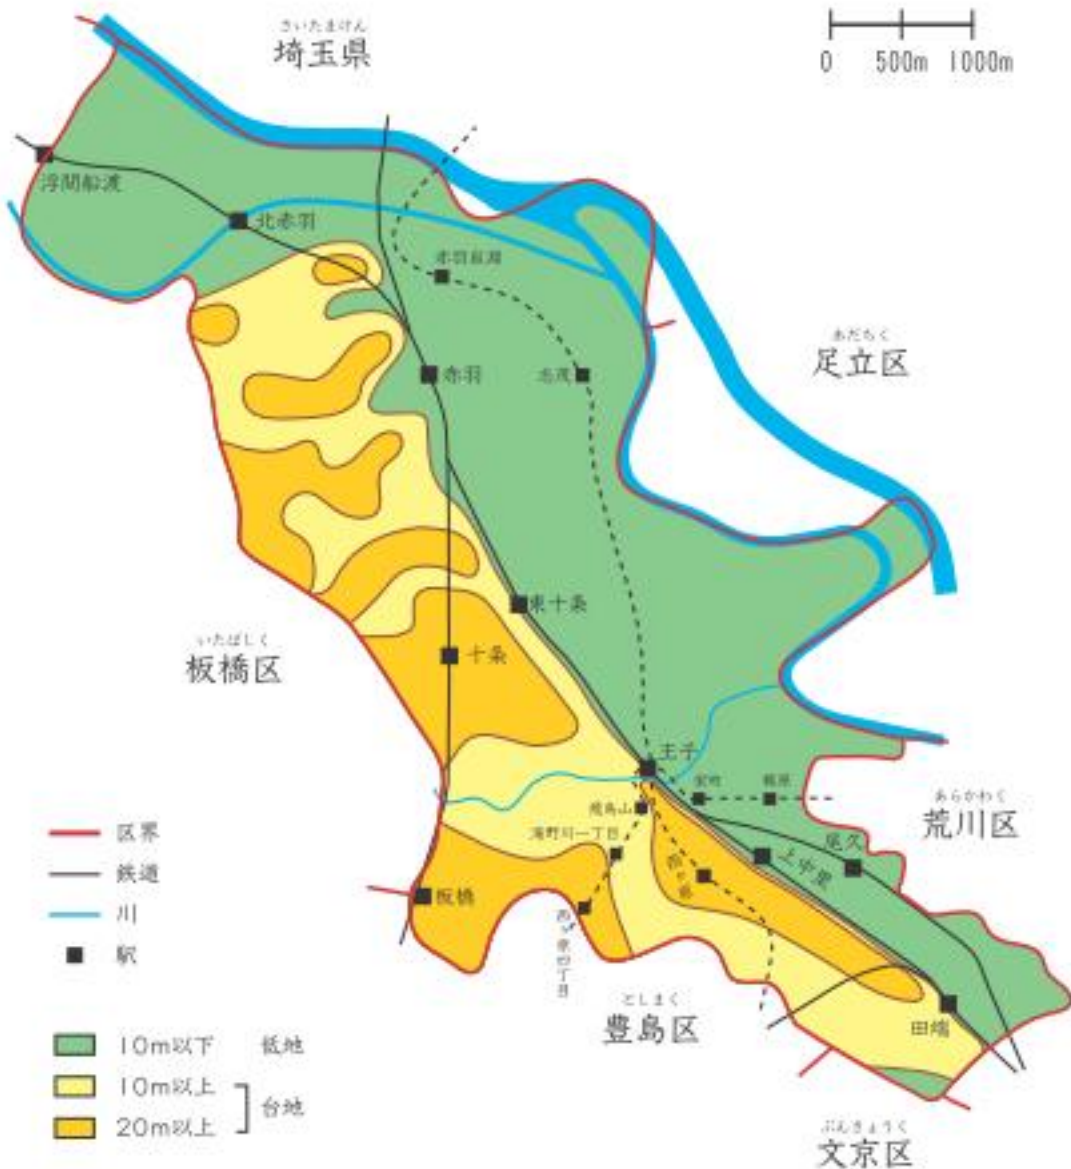 さいたまけん
埼玉県
0 500m 1000m
浮間船渡
北赤羽
赤羽岩淵
あだちく
足立区
赤羽
志茂
東十条
いたばしく
板橋区
十条
王子
栄町
梶原
飛鳥山
あらかわく
荒川区
滝野川一丁目
尾久
上中里
西ヶ原
板橋
西ヶ原四丁目
としまく
豊島区
田端
ぶんきょうく
文京区
区界
鉄道
川
駅
10m以下 低地
10m以上
台地
20m以上